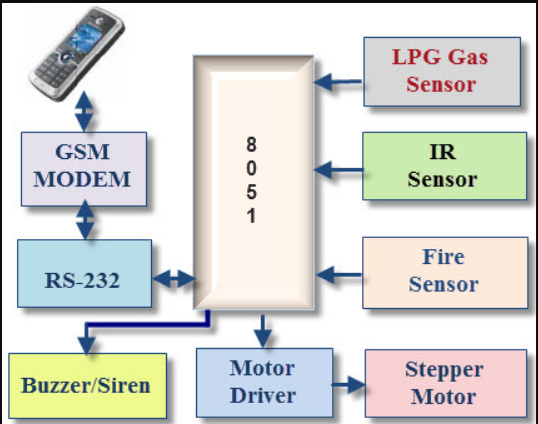 LPG Gas
Sensor
GSM
MODEM
8
0
5
1
IR
Sensor
RS-232
Fire
Sensor
Buzzer/Siren
Motor
Driver
Stepper
Motor